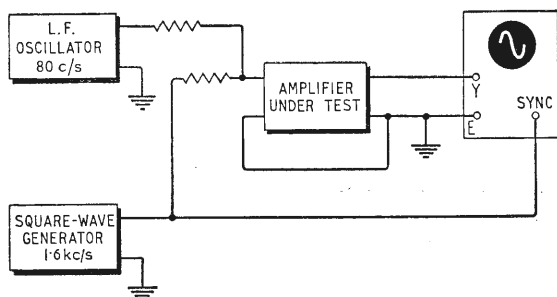 L.F.
OSCILLATOR
80 c/s
AMPLIFIER
UNDER TEST
Y
E
SYNC
SQUARE-WAVE
GENERATOR
1·6kc/s